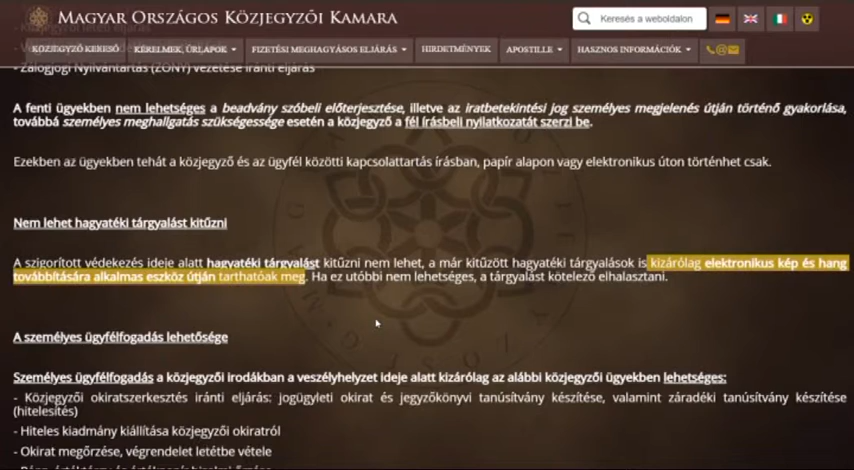 MAGYAR ORSZÁGOS KÖZJEGYZŐI KAMARA
Keresés a weboldalon
KÖZJEGYZŐ KERESŐ KÉRELMEK, ŰRLAPOK FIZETÉSI MEGHAGYÁSOS ELJÁRÁS HIRDETMÉNYEK APOSTILLE HASZNOS INFORMÁCIÓK
- Zálogjogi Nyilvántartás (ZONY) vezetése iránti eljárás
A fenti ügyekben nem lehetséges a beadvány szóbeli előterjesztése, illetve az iratbetekintési jog személyes megjelenés útján történő gyakorlása,
továbbá személyes meghallgatás szükségessége esetén a közjegyző a fél írásbeli nyilatkozatát szerzi be.
Ezekben az ügyekben tehát a közjegyző és az ügyfél közötti kapcsolattartás írásban, papír alapon vagy elektronikus úton történhet csak.
Nem lehet hagyatéki tárgyalást kitűzni
A szigorított védekezés ideje alatt hagyatéki tárgyalást kitűzni nem lehet, a már kitűzött hagyatéki tárgyalások is kizárólag elektronikus kép és hang
továbbítására alkalmas eszköz útján tarthatóak meg. Ha ez utóbbi nem lehetséges, a tárgyalást kötelező elhalasztani.
A személyes ügyfélfogadás lehetősége
Személyes ügyfélfogadás a közjegyzői irodákban a veszélyhelyzet ideje alatt kizárólag az alábbi közjegyzői ügyekben lehetséges:
- Közjegyzői okiratszerkesztés iránti eljárás: jogügyleti okirat és jegyzőkönyvi tanúsítvány készítése, valamint záradéki tanúsítvány készítése
(hitelesítés)
- Hiteles kiadmány kiállítása közjegyzői okiratról
- Okirat megőrzése, végrendelet letétbe vétele